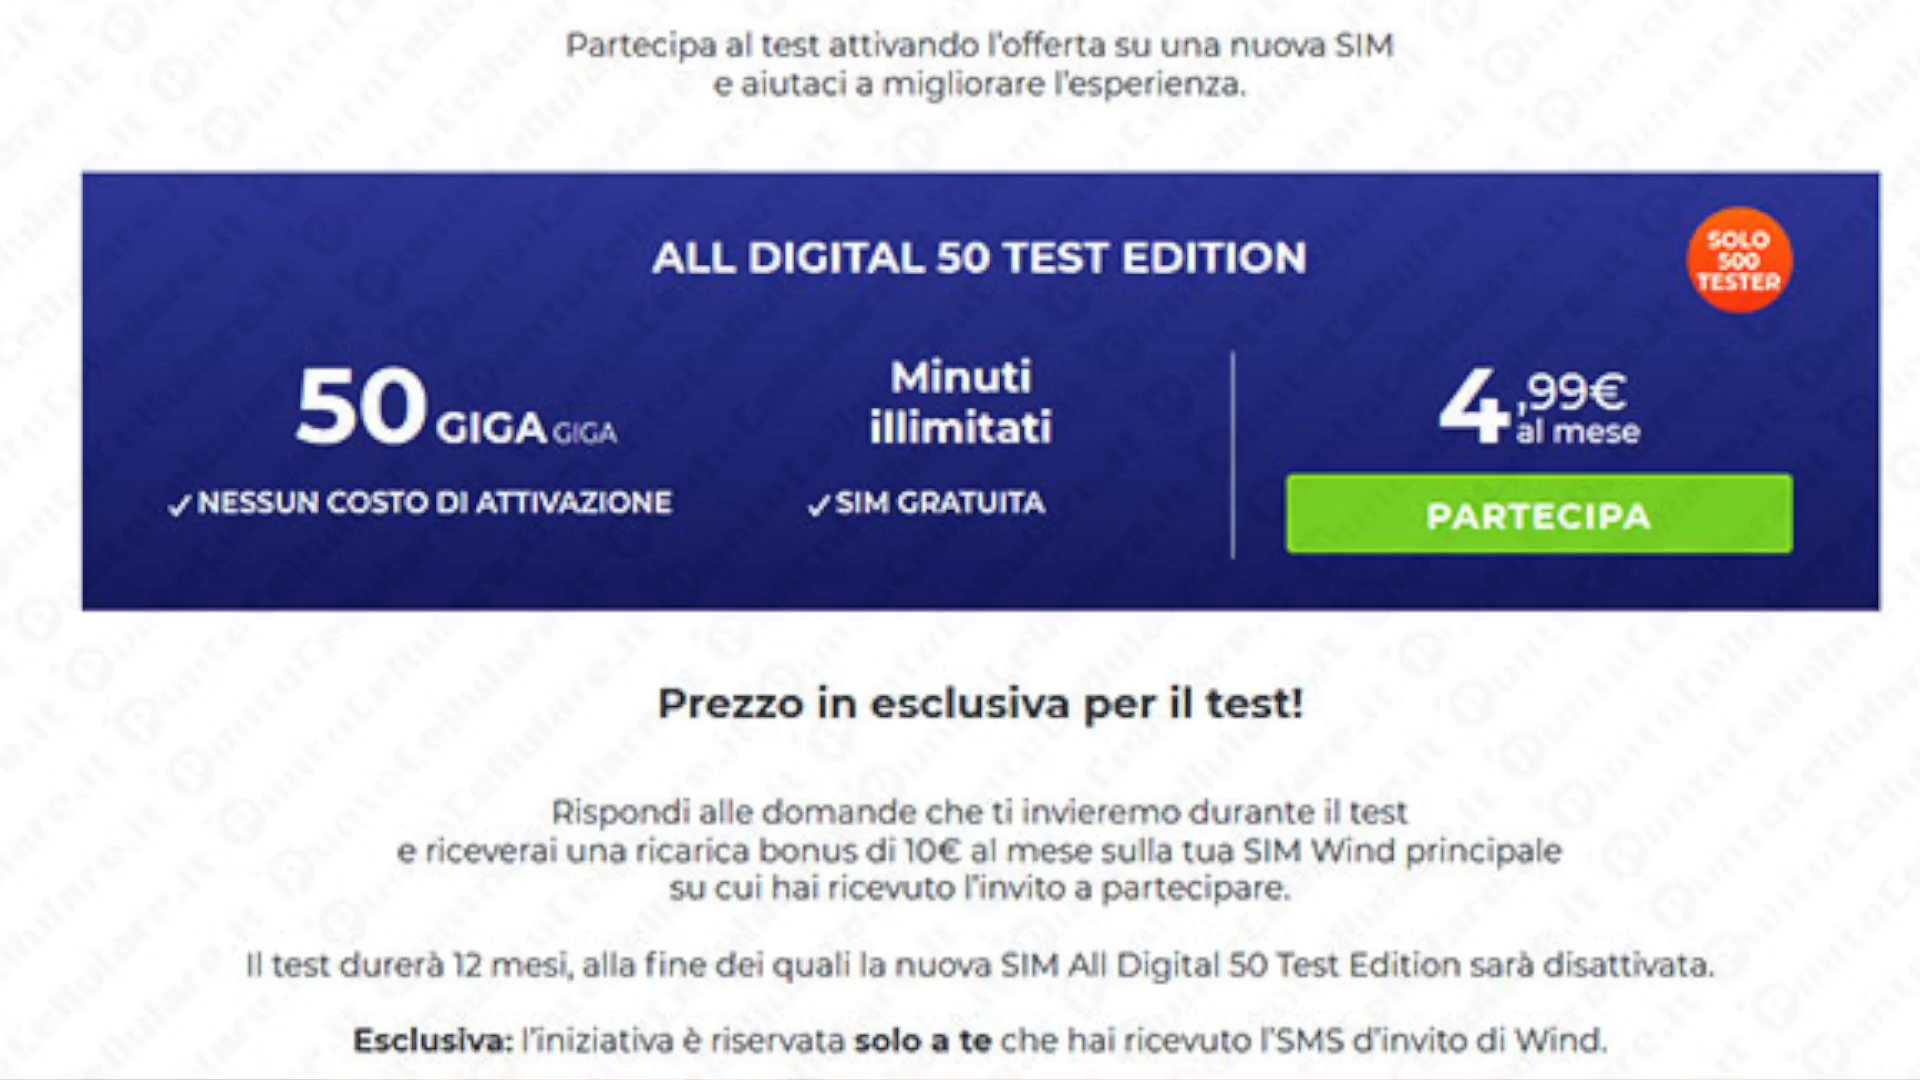 Partecipa al test attivando l'offerta su una nuova SIM
e aiutaci a migliorare l'esperienza.
ALL DIGITAL 50 TEST EDITION
SOLO
500
TESTER
50 GIGA GIGA
Minuti
illimitati
4,99€
al mese
✓ NESSUN COSTO DI ATTIVAZIONE
✓ SIM GRATUITA
PARTECIPA
Prezzo in esclusiva per il test!
Rispondi alle domande che ti invieremo durante il test
e riceverai una ricarica bonus di 10€ al mese sulla tua SIM Wind principale
su cui hai ricevuto l'invito a partecipare.
Il test durerà 12 mesi, alla fine dei quali la nuova SIM All Digital 50 Test Edition sarà disattivata.
Esclusiva: l'iniziativa è riservata solo a te che hai ricevuto l'SMS d'invito di Wind.